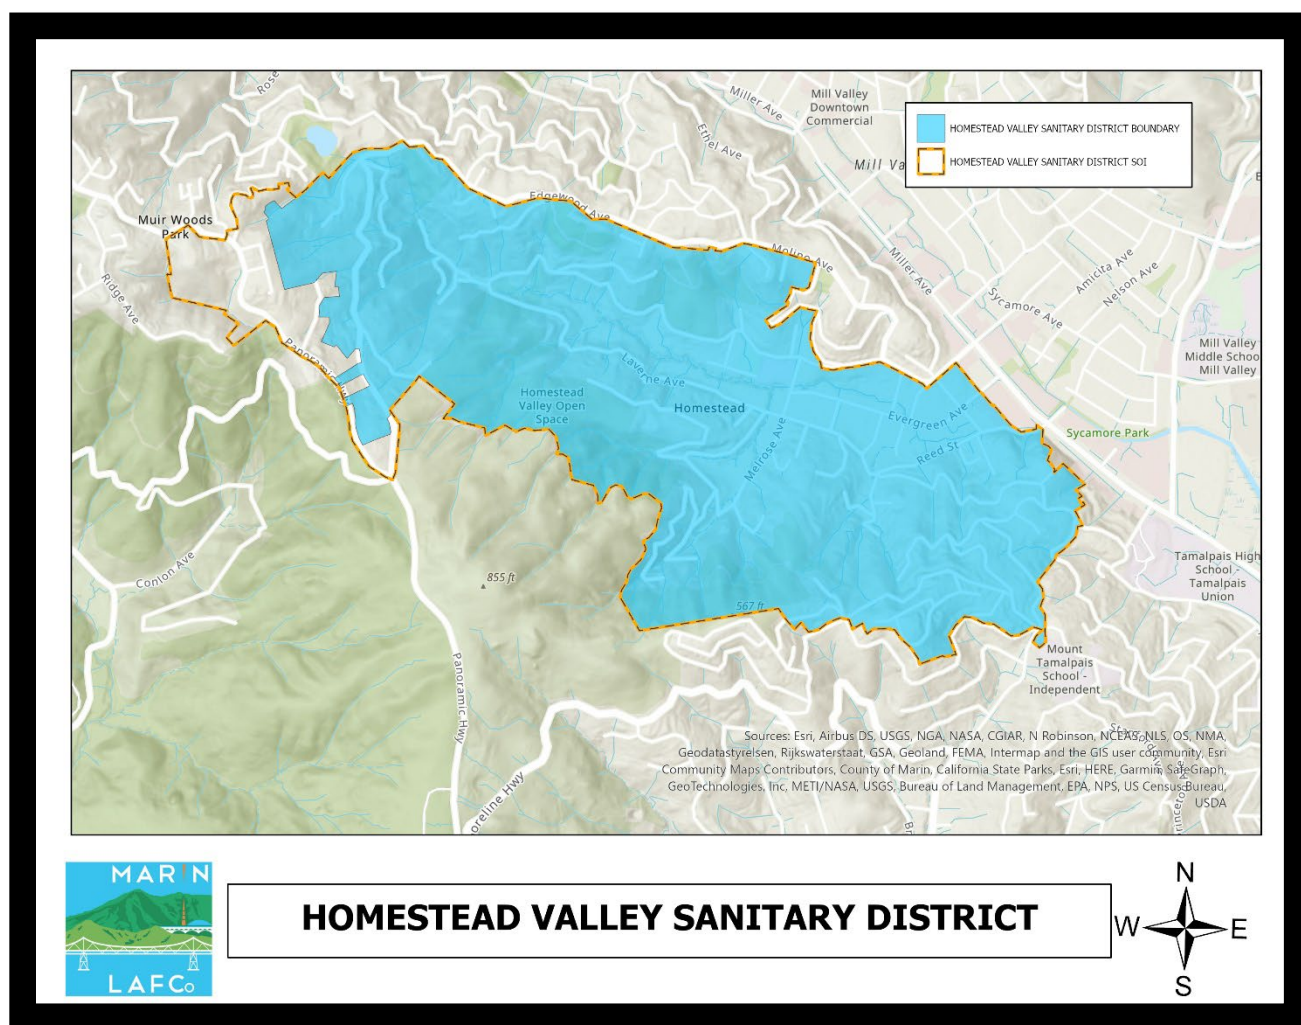 Rose
Miller Ave
Mill Valley
Downtown
Commercial
Ethel Ave
Mill Va
HOMESTEAD VALLEY SANITARY DISTRICT BOUNDARY
HOMESTEAD VALLEY SANITARY DISTRICT SOI
E
Edgewood Ave
Muir Woods
Park
Molino Ave
Miller Ave
Amicita Ave
Nelson Ave
Ridge Ave
Sycamore Ave
Panoramic Hwy
Laverne Ave
Mill Valley
Middle Schoo
Mill Valley
Homestead
Valley Open
Space
Homestead
Evergreen Ave
Melrose Ave
Reed St
Sycamore Park
Conlon Ave
855 ft
567 ft
Tamalpais High
School -
Tamalpais
Union
Mount
Tamalpais
School -
Independent
Panoramic Hwy
oreline Hwy
Sources: Esri, Airbus DS, USGS, NGA, NASA, CGIAR, N Robinson, NCEAS, NLS, OS, NMA,
Geodatastyrelsen, Rijkswaterstaat, GSA, Geoland, FEMA, Intermap and the GIS user community, Esri
Community Maps Contributors, County of Marin, California State Parks, Esri, HERE, Garmin, SafeGraph,
GeoTechnologies, Inc, METI/NASA, USGS, Bureau of Land Management, EPA, NPS, US Census Bureau,
USDA
Br
rinceton
MARIN
LAFCo
HOMESTEAD VALLEY SANITARY DISTRICT
N
W E
S